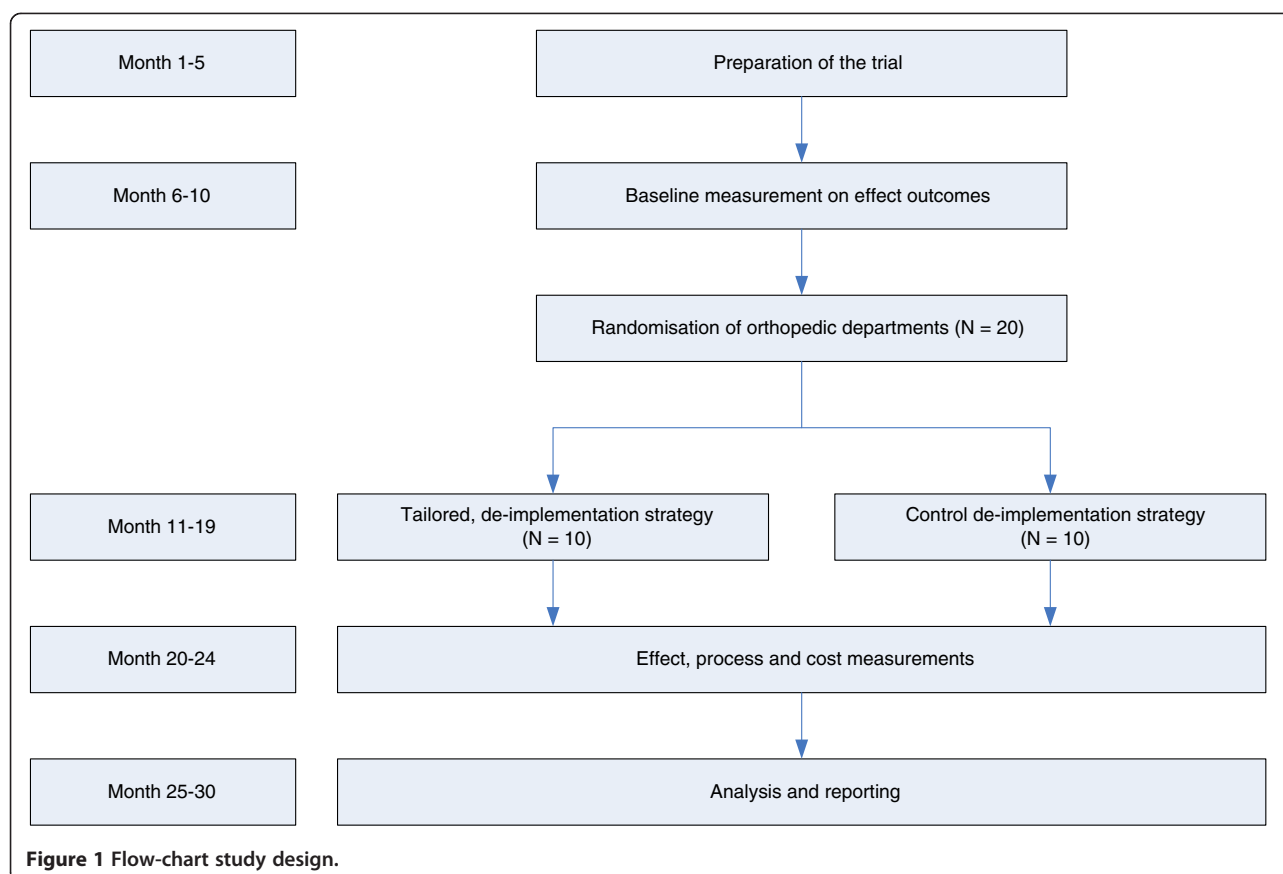 Month 1-5
Preparation of the trial
Month 6-10
Baseline measurement on effect outcomes
Randomisation of orthopedic departments (N = 20)
Month 11-19
Tailored, de-implementation strategy
(N = 10)
Control de-implementation strategy
(N = 10)
Month 20-24
Effect, process and cost measurements
Month 25-30
Analysis and reporting
Figure 1 Flow-chart study design.